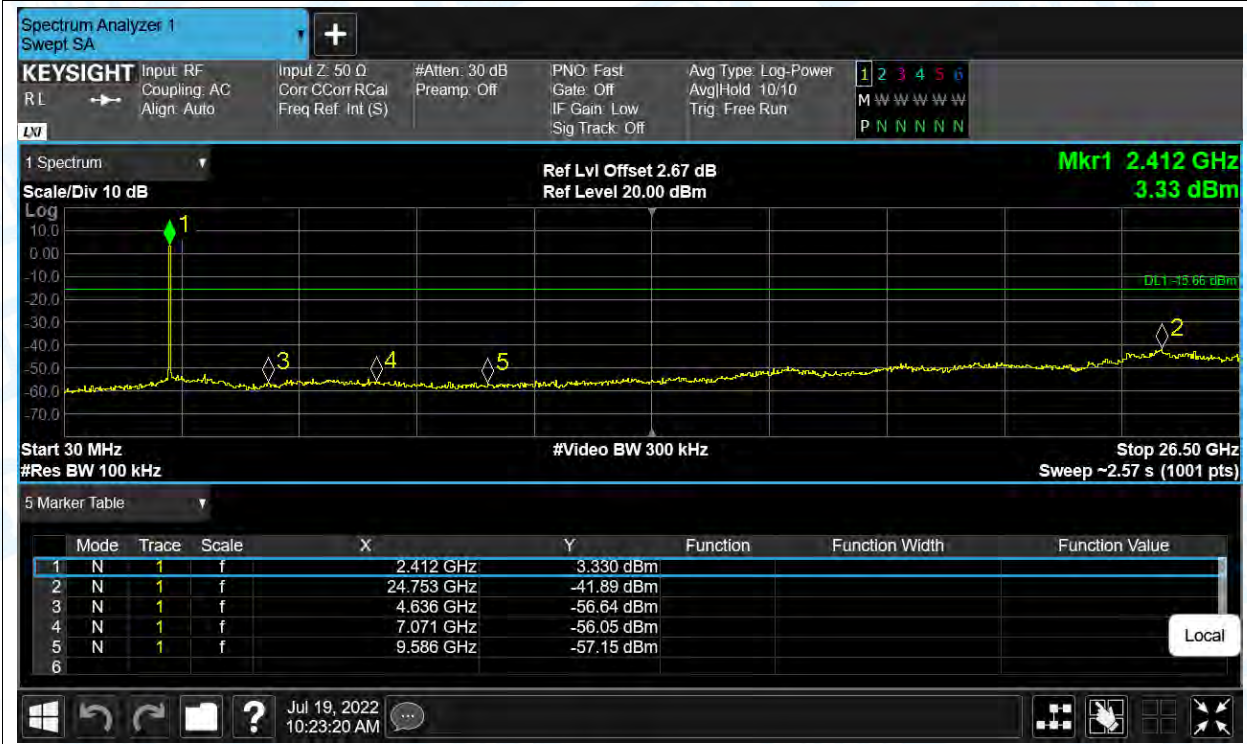 Spectrum Analyzer 1
Swept SA
+
KEYSIGHT Input: RF Input Z: 50 Ω #Atten: 30 dB PNO: Fast Avg Type: Log-Power 1 2 3 4 5 6
RL Coupling: AC Corr CCorr RCal Preamp: Off Gate: Off Avg|Hold: 10/10 M W W W W W W
Align: Auto Freq Ref: Int (S) IF Gain: Low Trig: Free Run
LXI Sig Track: Off P N N N N N N
1 Spectrum
Ref Lvl Offset 2.67 dB Mkr1 2.412 GHz
Scale/Div 10 dB Ref Level 20.00 dBm 3.33 dBm
Log
1
10.0
0.00
-10.0
DL1 -15.66 dBm
-20.0
-30.0
2
-40.0
3 4 5
-50.0
-60.0
-70.0
Start 30 MHz #Video BW 300 kHz Stop 26.50 GHz
#Res BW 100 kHz Sweep ~2.57 s (1001 pts)
5 Marker Table
Mode Trace Scale X Y Function Function Width Function Value
1 N 1 f 2.412 GHz 3.330 dBm
2 N 1 f 24.753 GHz -41.89 dBm
3 N 1 f 4.636 GHz -56.64 dBm
4 N 1 f 7.071 GHz -56.05 dBm
5 N 1 f 9.586 GHz -57.15 dBm
6
Local
? Jul 19, 2022
10:23:20 AM